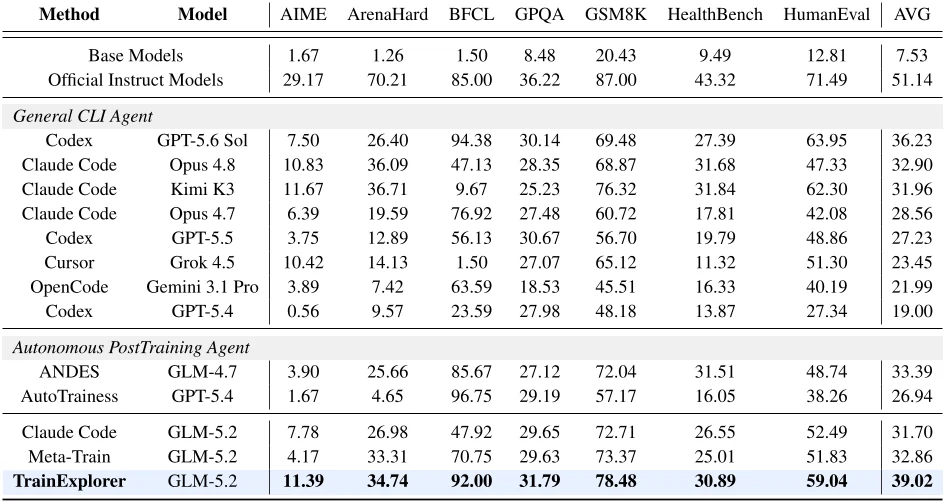 Method Model AIME ArenaHard BFCL GPQA GSM8K HealthBench HumanEval AVG
Base Models 1.67 1.26 1.50 8.48 20.43 9.49 12.81 7.53
Official Instruct Models 29.17 70.21 85.00 36.22 87.00 43.32 71.49 51.14
General CLI Agent
Codex GPT-5.6 Sol 7.50 26.40 94.38 30.14 69.48 27.39 63.95 36.23
Claude Code Opus 4.8 10.83 36.09 47.13 28.35 68.87 31.68 47.33 32.90
Claude Code Kimi K3 11.67 36.71 9.67 25.23 76.32 31.84 62.30 31.96
Claude Code Opus 4.7 6.39 19.59 76.92 27.48 60.72 17.81 42.08 28.56
Codex GPT-5.5 3.75 12.89 56.13 30.67 56.70 19.79 48.86 27.23
Cursor Grok 4.5 10.42 14.13 1.50 27.07 65.12 11.32 51.30 23.45
OpenCode Gemini 3.1 Pro 3.89 7.42 63.59 18.53 45.51 16.33 40.19 21.99
Codex GPT-5.4 0.56 9.57 23.59 27.98 48.18 13.87 27.34 19.00
Autonomous PostTraining Agent
ANDES GLM-4.7 3.90 25.66 85.67 27.12 72.04 31.51 48.74 33.39
AutoTrainess GPT-5.4 1.67 4.65 96.75 29.19 57.17 16.05 38.26 26.94
Claude Code GLM-5.2 7.78 26.98 47.92 29.65 72.71 26.55 52.49 31.70
Meta-Train GLM-5.2 4.17 33.31 70.75 29.63 73.37 25.01 51.83 32.86
TrainExplorer GLM-5.2 11.39 34.74 92.00 31.79 78.48 30.89 59.04 39.02